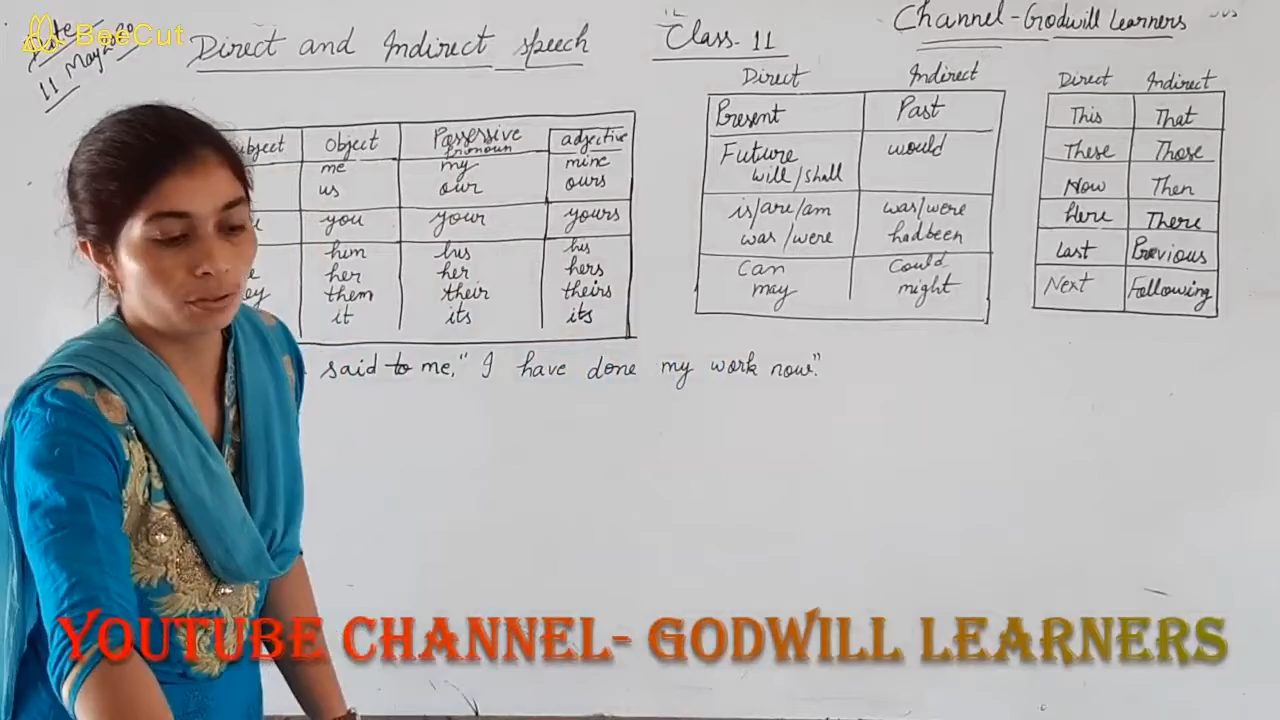 BeeCut
Date
11 May
Direct and Indirect speech
Class-11
Channel-Godwill Learners
Object Possessive pronoun adjective
me my mine
us our ours
you your yours
him his his
her her hers
them their theirs
it its its
Direct Indirect
Present Past
Future would
will/shall
is/are/am was/were
was/were hadbeen
Can Could
may might
Direct Indirect
This That
These Those
Now Then
Here There
Last Previous
Next Following
said to me, "I have done my work now."
YOUTUBE CHANNEL- GODWILL LEARNERS